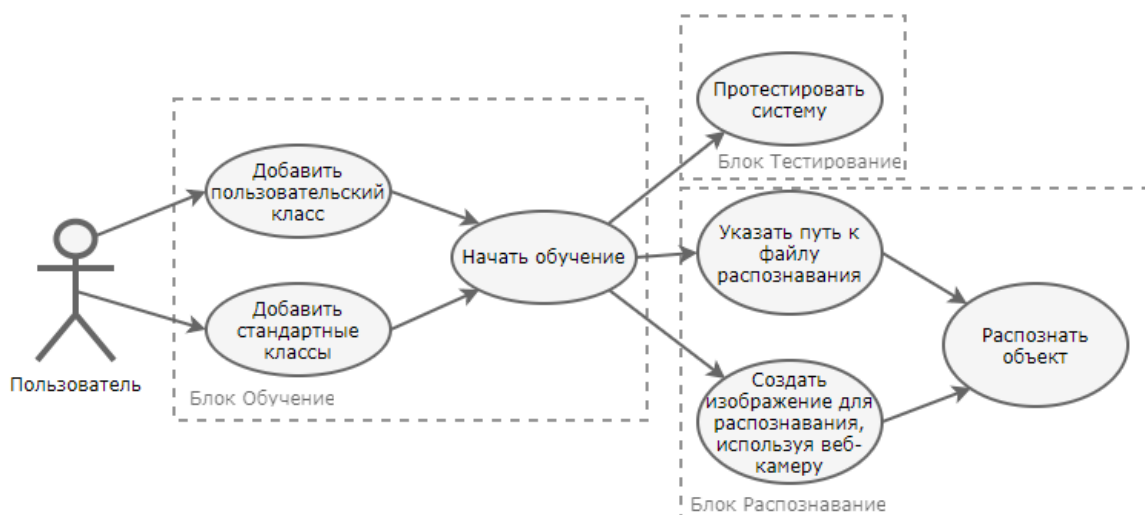 Протестировать
систему
Блок Тестирование
Добавить
пользовательский
класс
Начать обучение
Добавить
стандартные
классы
Блок Обучение
Пользователь
Указать путь к
файлу
распознавания
Распознать
объект
Создать
изображение для
распознавания,
используя веб-
камеру
Блок Распознавание